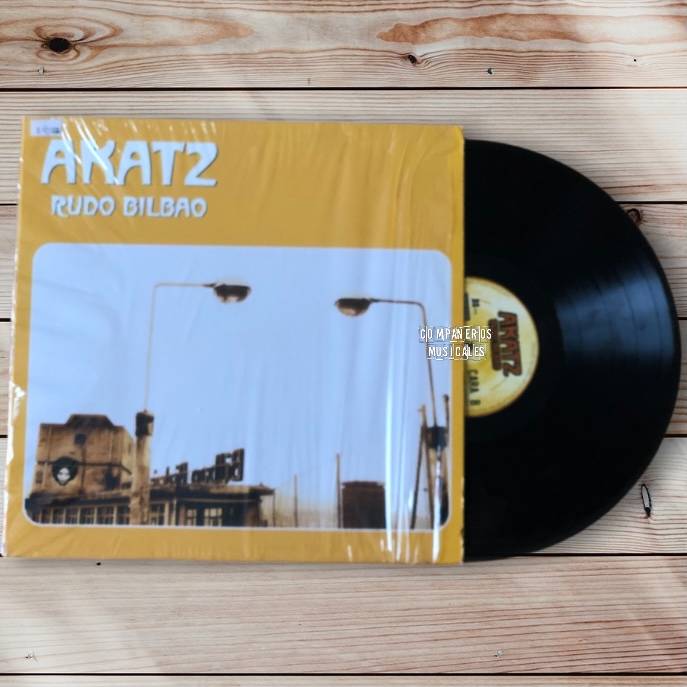 AKATZ
RUDO BILBAO
COMPAÑEROS
MUSICALES
AKATZ
CARA B